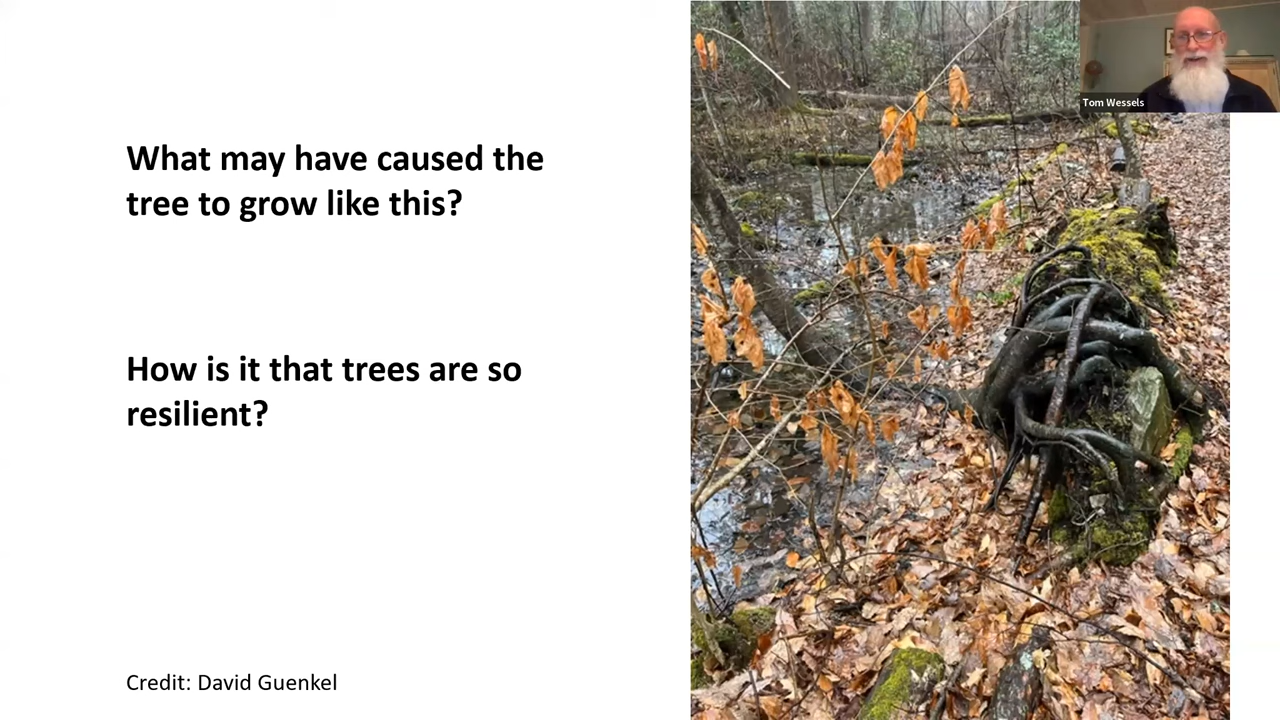 What may have caused the
tree to grow like this?
How is it that trees are so
resilient?
Credit: David Guenkel
Tom Wessels